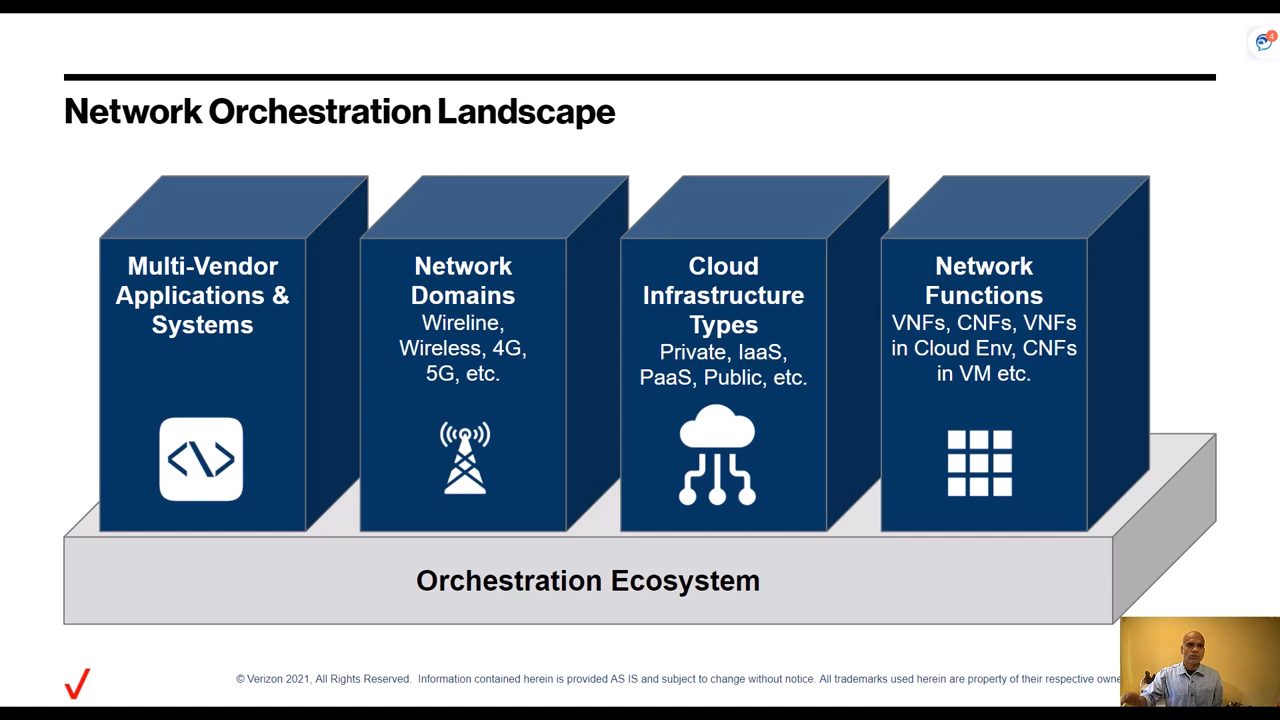 4
Network Orchestration Landscape
Multi-Vendor
Applications &
Systems
Network
Domains
Wireline,
Wireless, 4G,
5G, etc.
Cloud
Infrastructure
Types
Private, IaaS,
PaaS, Public, etc.
Network
Functions
VNFs, CNFs, VNFs
in Cloud Env, CNFs
in VM etc.
Orchestration Ecosystem
© Verizon 2021, All Rights Reserved. Information contained herein is provided AS IS and subject to change without notice. All trademarks used herein are property of their respective owne